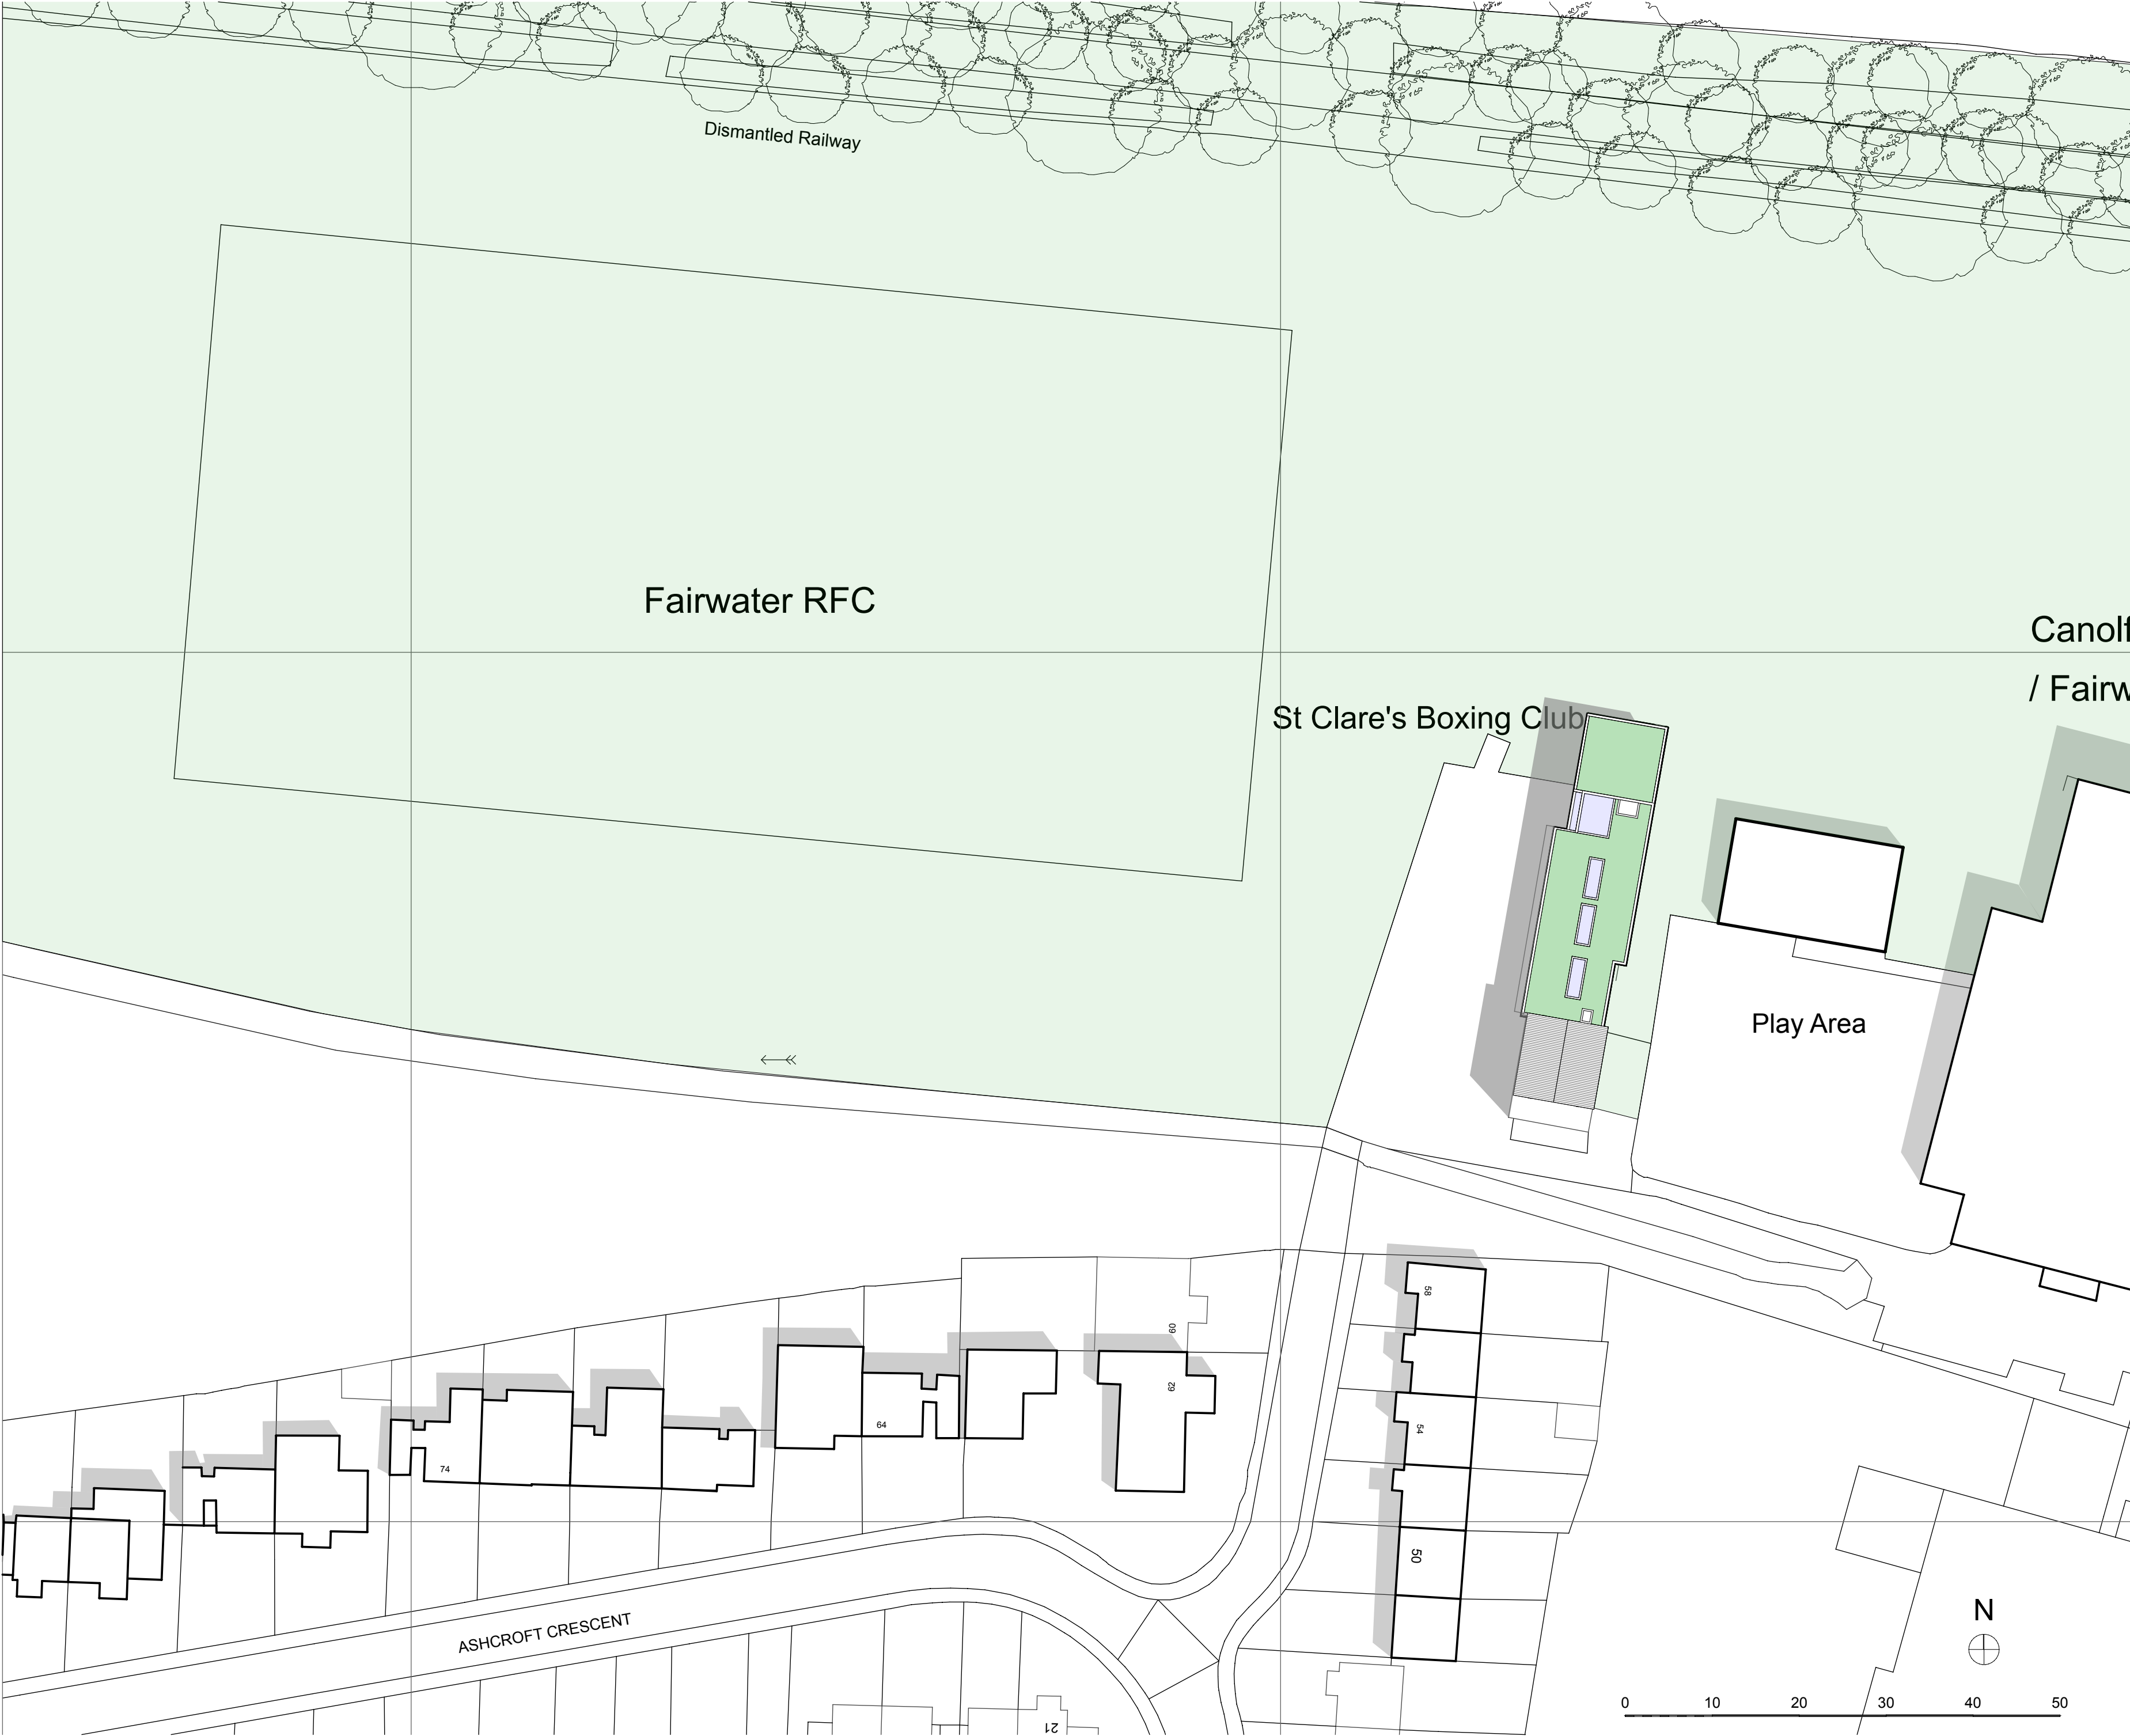 Dismantled Railway
Fairwater RFC
Canolf
/ Fairw
St Clare's Boxing Club
Play Area
58
60
62
54
64
74
50
ASHCROFT CRESCENT
N
0 10 20 30 40 50
21